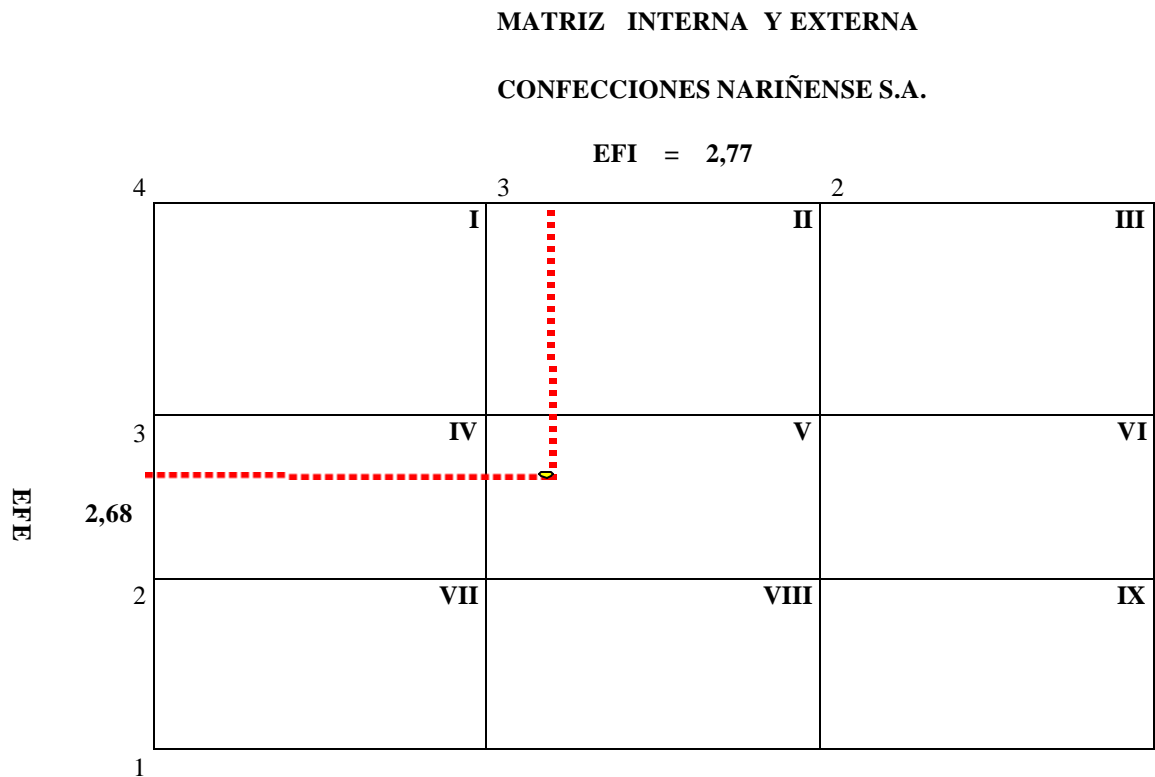 MATRIZ INTERNA Y EXTERNA
CONFECCIONES NARIÑENSE S.A.
EFI = 2,77
4 3 2
I II III
3 IV V VI
EFE 2,68
2 VII VIII IX
1